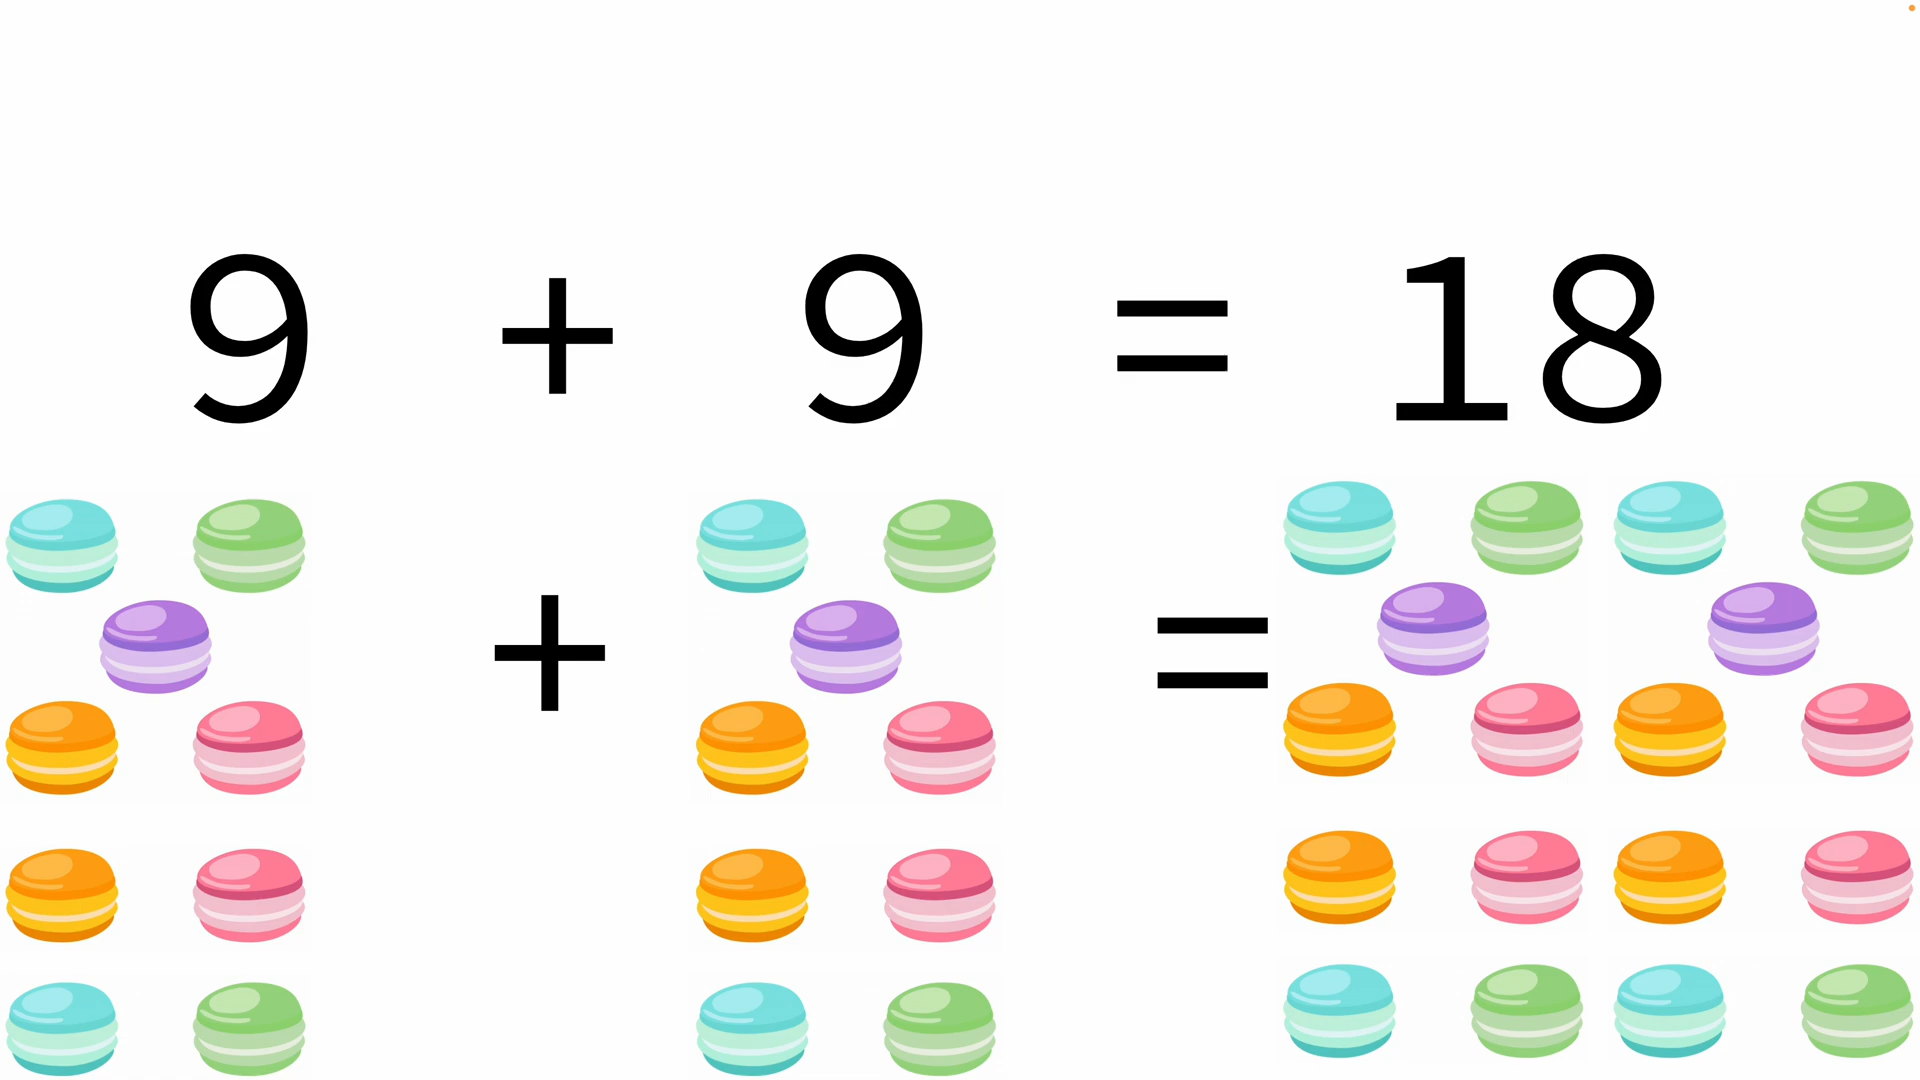 9 + 9 = 18
+ =